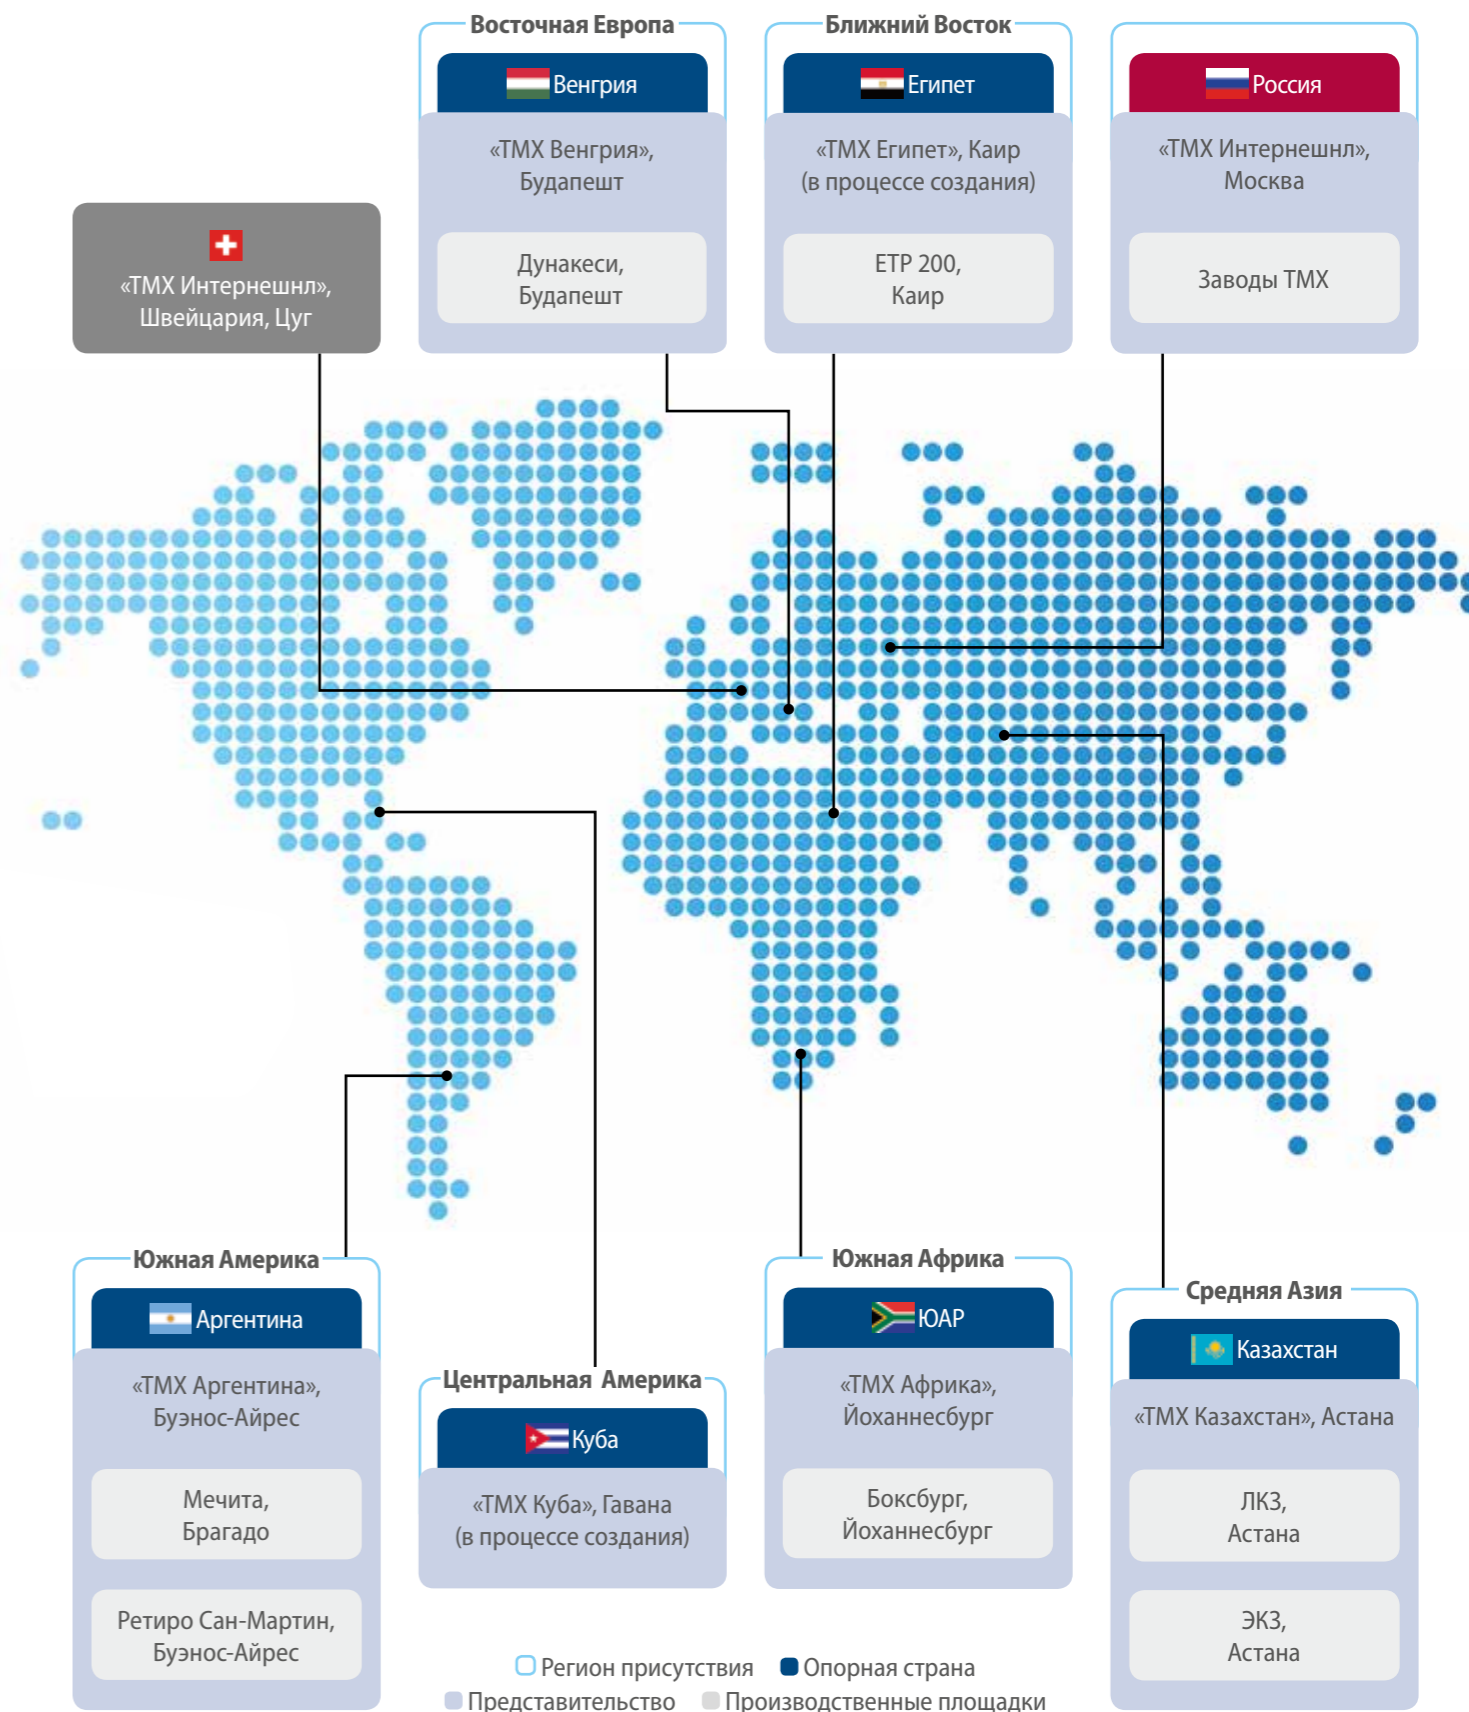 Восточная Европа
Венгрия
«ТМХ Венгрия»,
Будапешт
Дунакеси,
Будапешт
Ближний Восток
Египет
«ТМХ Египет», Каир
(в процессе создания)
ЕТР 200,
Каир
Россия
«ТМХ Интернешнл»,
Москва
Заводы ТМХ
«ТМХ Интернешнл»,
Швейцария, Цуг
Южная Америка
Аргентина
«ТМХ Аргентина»,
Буэнос-Айрес
Мечита,
Брагадо
Ретиро Сан-Мартин,
Буэнос-Айрес
Центральная Америка
Куба
«ТМХ Куба», Гавана
(в процессе создания)
Южная Африка
ЮАР
«ТМХ Африка»,
Йоханнесбург
Боксбург,
Йоханнесбург
Средняя Азия
Казахстан
«ТМХ Казахстан», Астана
ЛКЗ,
Астана
ЭКЗ,
Астана
Регион присутствия Опорная страна
Представительство Производственные площадки